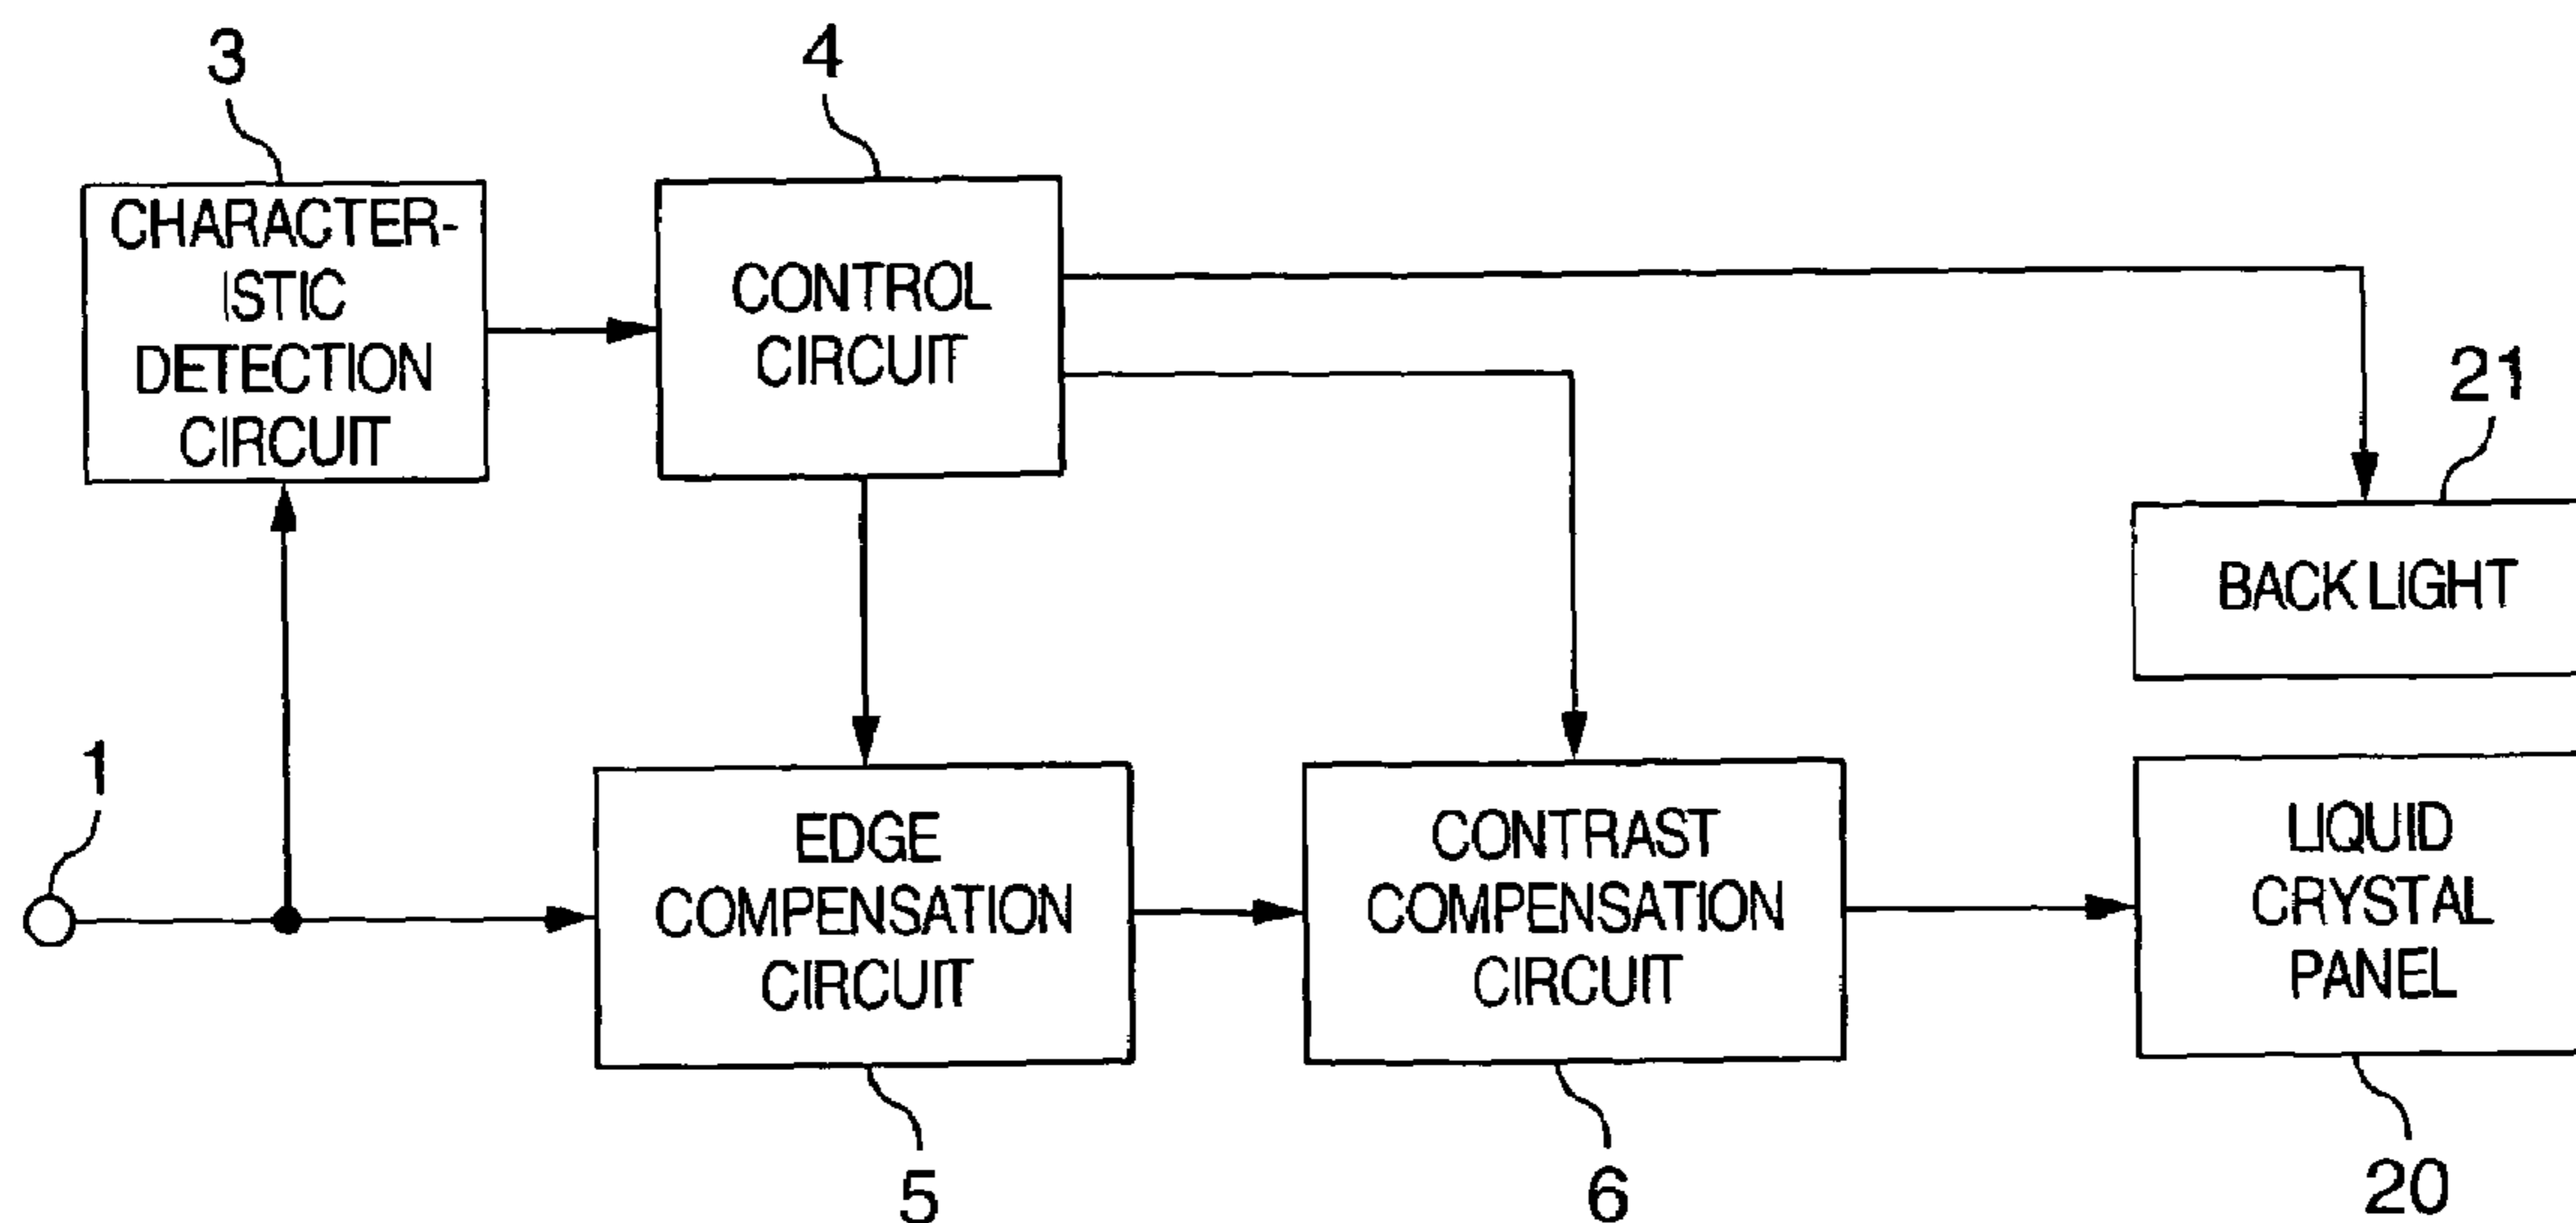 3
4
CHARACTER-
ISTIC
DETECTION
CIRCUIT
CONTROL
CIRCUIT
21
BACK LIGHT
1
EDGE
COMPENSATION
CIRCUIT
CONTRAST
COMPENSATION
CIRCUIT
LIQUID
CRYSTAL
PANEL
5
6
20